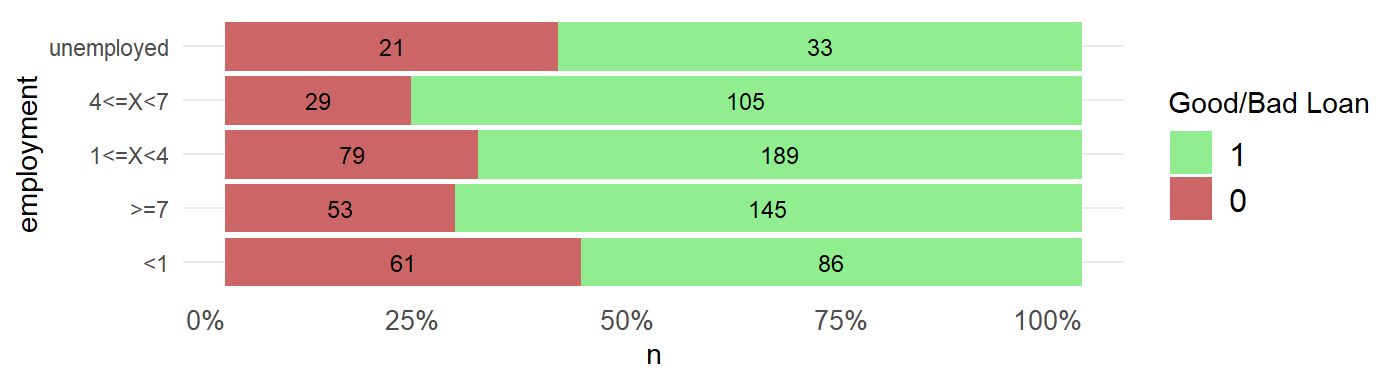 employment
unemployed 21 33
4<=X<7 29 105
1<=X<4 79 189
>=7 53 145
<1 61 86
0% 25% 50% 75% 100%
n
Good/Bad Loan
1
0